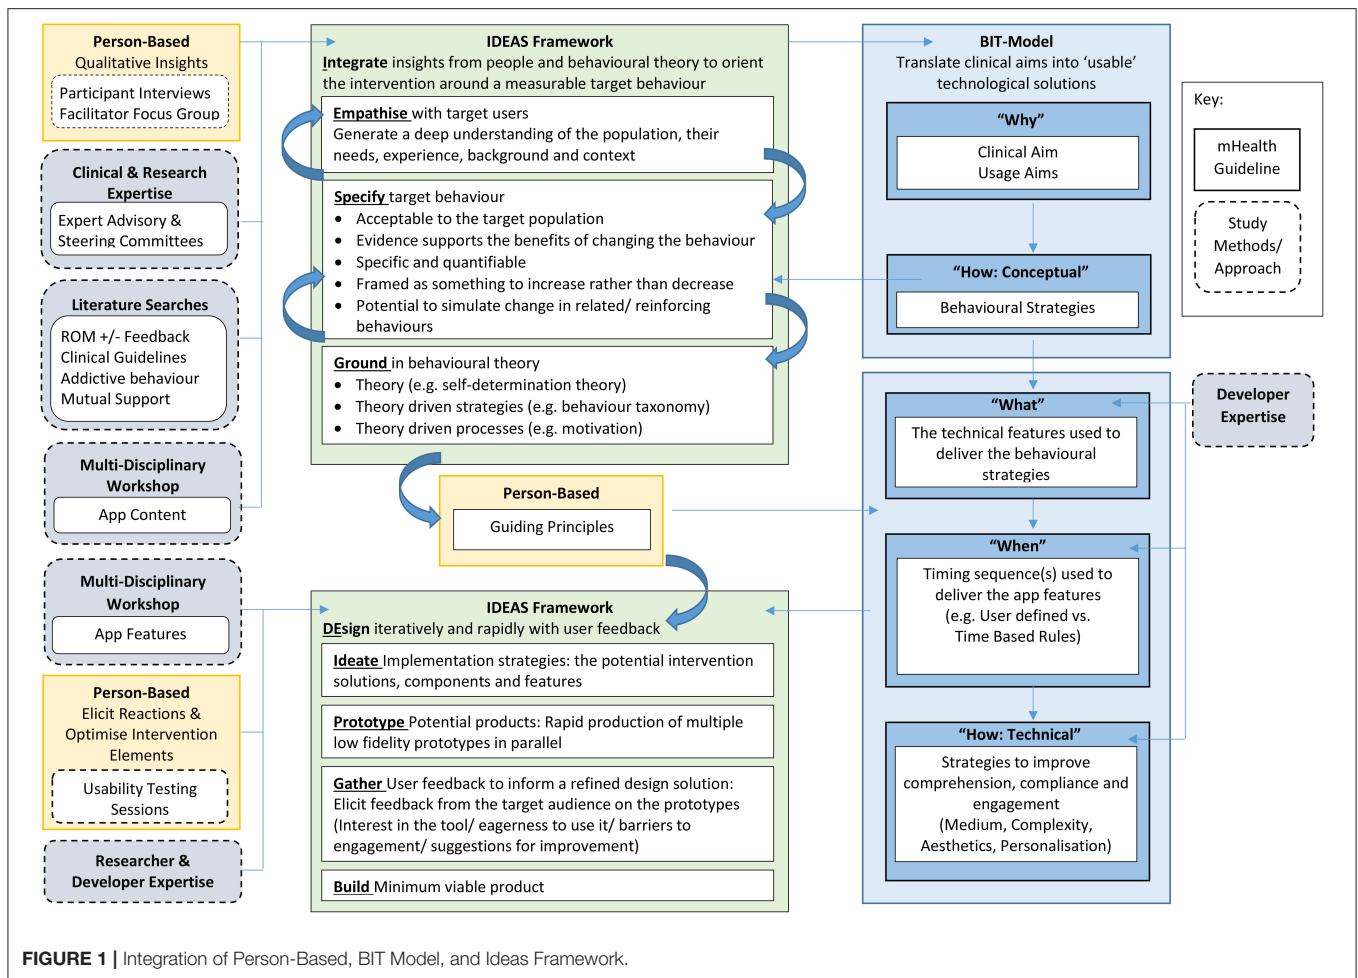 Person-Based
Qualitative Insights
Participant Interviews
Facilitator Focus Group
Clinical & Research
Expertise
Expert Advisory &
Steering Committees
Literature Searches
ROM +/- Feedback
Clinical Guidelines
Addictive behaviour
Mutual Support
Multi-Disciplinary
Workshop
App Content
Multi-Disciplinary
Workshop
App Features
Person-Based
Elicit Reactions &
Optimise Intervention
Elements
Usability Testing
Sessions
Researcher &
Developer Expertise
IDEAS Framework
Integrate insights from people and behavioural theory to orient
the intervention around a measurable target behaviour
Empathise with target users
Generate a deep understanding of the population, their
needs, experience, background and context
Specify target behaviour
• Acceptable to the target population
• Evidence supports the benefits of changing the behaviour
• Specific and quantifiable
• Framed as something to increase rather than decrease
• Potential to simulate change in related/ reinforcing
behaviours
Ground in behavioural theory
• Theory (e.g. self-determination theory)
• Theory driven strategies (e.g. behaviour taxonomy)
• Theory driven processes (e.g. motivation)
Person-Based
Guiding Principles
IDEAS Framework
DEsign iteratively and rapidly with user feedback
Ideate Implementation strategies: the potential intervention
solutions, components and features
Prototype Potential products: Rapid production of multiple
low fidelity prototypes in parallel
Gather User feedback to inform a refined design solution:
Elicit feedback from the target audience on the prototypes
(Interest in the tool/ eagerness to use it/ barriers to
engagement/ suggestions for improvement)
Build Minimum viable product
BIT-Model
Translate clinical aims into ‘usable’
technological solutions
“Why”
Clinical Aim
Usage Aims
“How: Conceptual”
Behavioural Strategies
“What”
The technical features used to
deliver the behavioural
strategies
“When”
Timing sequence(s) used to
deliver the app features
(e.g. User defined vs.
Time Based Rules)
“How: Technical”
Strategies to improve
comprehension, compliance and
engagement
(Medium, Complexity,
Aesthetics, Personalisation)
Key:
mHealth
Guideline
Study
Methods/
Approach
Developer
Expertise
FIGURE 1 | Integration of Person-Based, BIT Model, and Ideas Framework.